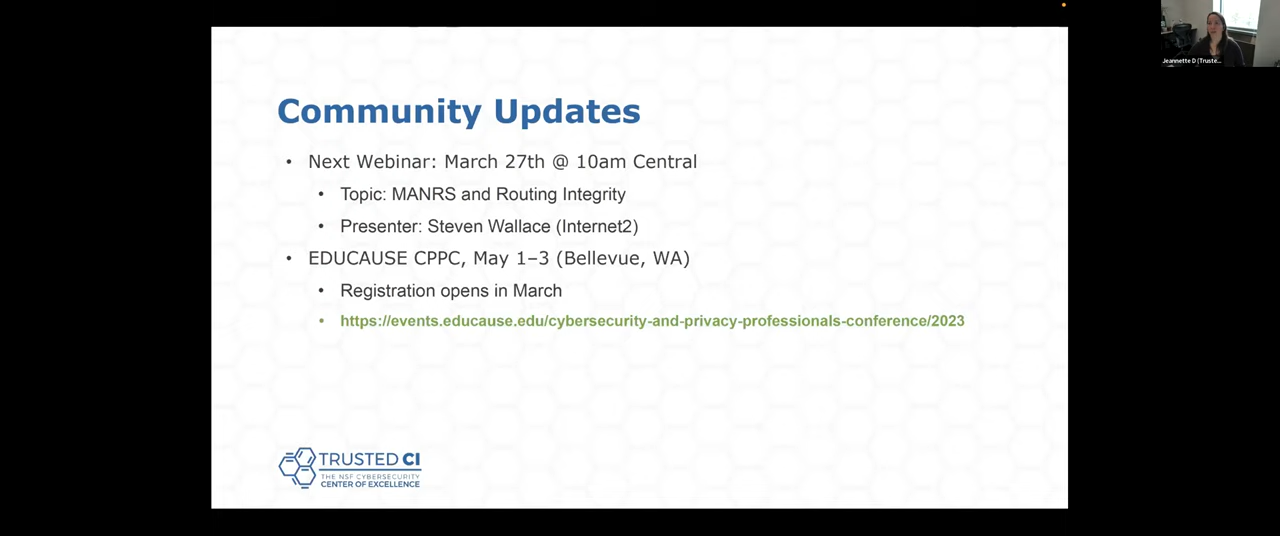 Community Updates
• Next Webinar: March 27th @ 10am Central
• Topic: MANRS and Routing Integrity
• Presenter: Steven Wallace (Internet2)
• EDUCAUSE CPPC, May 1–3 (Bellevue, WA)
• Registration opens in March
• https://events.educause.edu/cybersecurity-and-privacy-professionals-conference/2023
TRUSTED CI
THE NSF CYBERSECURITY
CENTER OF EXCELLENCE
Jeannette D (Truste...